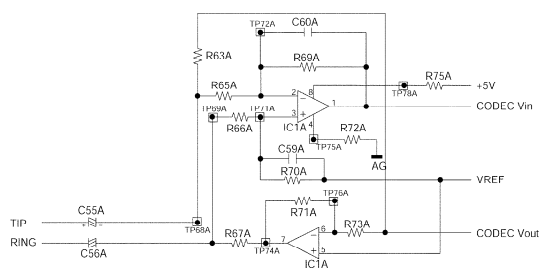 TP72A
C60A
R63A
R69A
R65A
2
−
8
TP78A
R75A
+5V
1
CODEC Vin
TP69A
TP71A
3
+
R66A
IC1A
4
TP75A
R72A
AG
C59A
R70A
VREF
C55A
TP76A
R71A
TIP
+
−
TP68A
R67A
6
−
R73A
CODEC Vout
RING
7
TP74A
+
5
C56A
IC1A